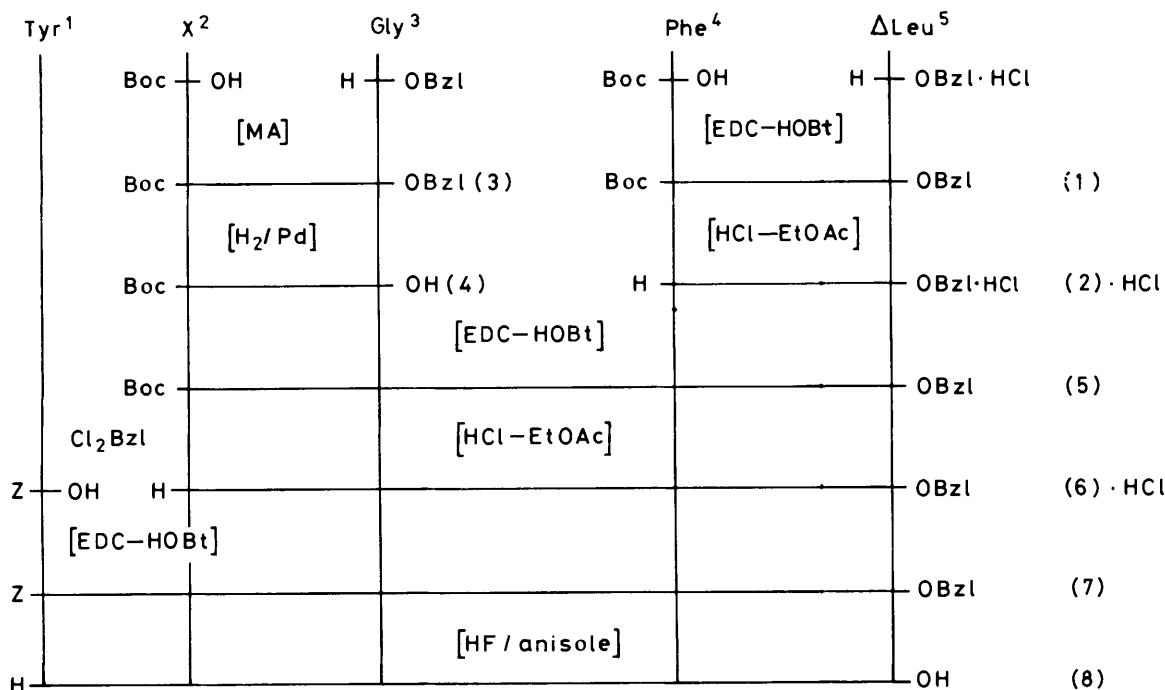 Tyr¹ X² Gly³ Phe⁴ ΔLeu⁵
Boc OH H OBzl Boc OH H OBzl·HCl
[MA] [EDC−HOBt]
Boc OBzl (3) Boc OBzl (1)
[H₂/Pd] [HCl−EtOAc]
Boc OH (4) H OBzl·HCl (2)·HCl
[EDC−HOBt]
Boc OBzl (5)
Cl₂Bzl [HCl−EtOAc]
Z OH H OBzl (6)·HCl
[EDC−HOBt]
Z OBzl (7)
[HF/anisole]
H OH (8)